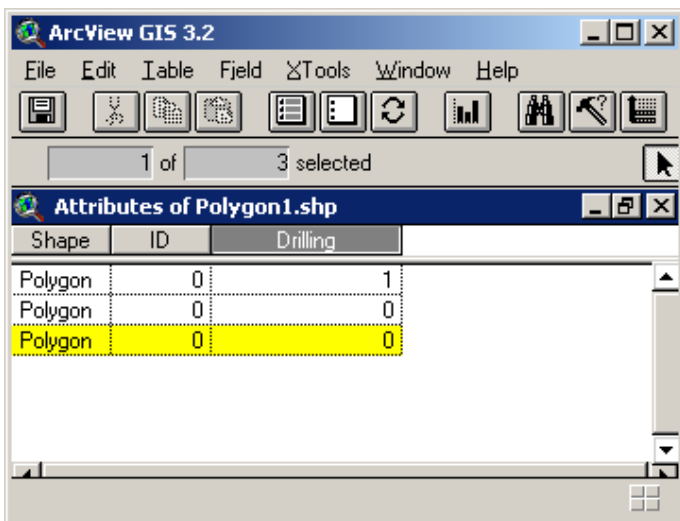 ArcView GIS 3.2
File Edit Table Field XTools Window Help
1 of 3 selected
Attributes of Polygon1.shp
Shape ID Drilling
Polygon 0 1
Polygon 0 0
Polygon 0 0